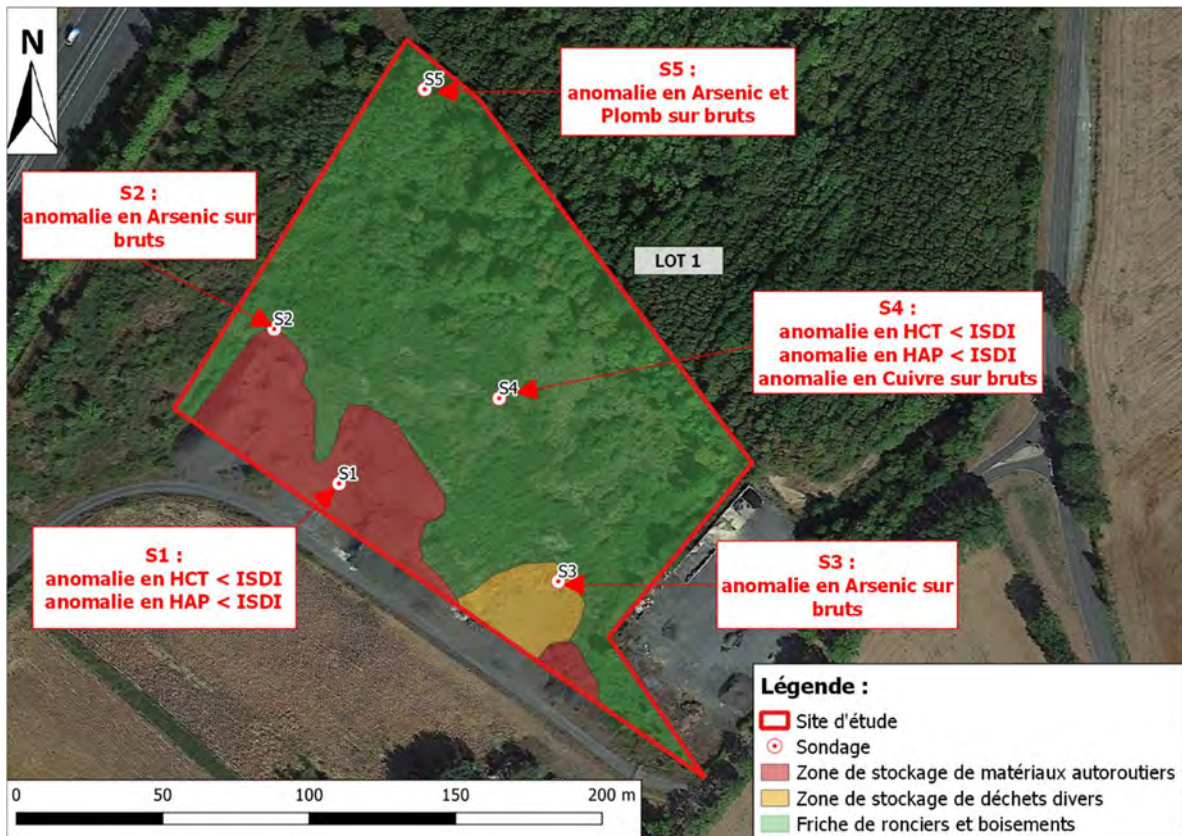 N
S5 :
anomalie en Arsenic et
Plomb sur bruts
S5
S2 :
anomalie en Arsenic sur
bruts
LOT 1
S2
S4 :
anomalie en HCT < ISDI
anomalie en HAP < ISDI
anomalie en Cuivre sur bruts
S4
S1
S1 :
anomalie en HCT < ISDI
anomalie en HAP < ISDI
S3
S3 :
anomalie en Arsenic sur
bruts
Légende :
Site d'étude
Sondage
Zone de stockage de matériaux autoroutiers
Zone de stockage de déchets divers
Friche de ronciers et boisements
0 50 100 150 200 m